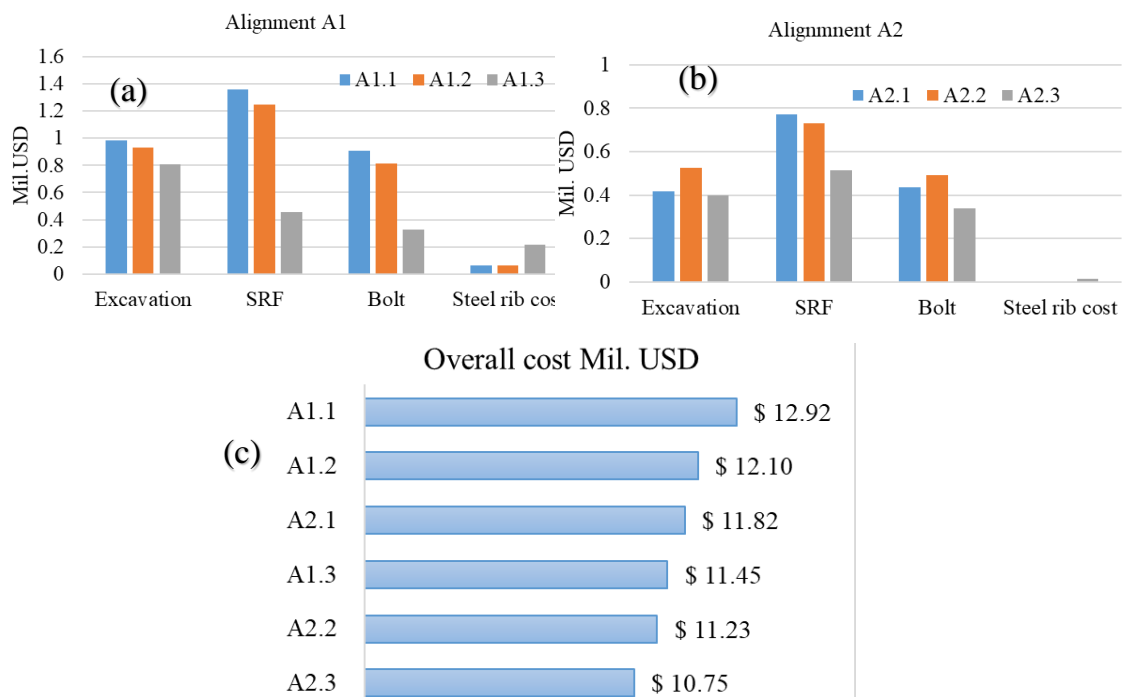 Alignment A1
1.6
1.4
1.2
1
0.8
0.6
0.4
0.2
0
Mil.USD
(a)
A1.1 A1.2 A1.3
Excavation SRF Bolt Steel rib cos
Alignmnent A2
1
0.8
0.6
0.4
0.2
0
Mil. USD
(b)
A2.1 A2.2 A2.3
Excavation SRF Bolt Steel rib cost
Overall cost Mil. USD
(c)
A1.1 $ 12.92
A1.2 $ 12.10
A2.1 $ 11.82
A1.3 $ 11.45
A2.2 $ 11.23
A2.3 $ 10.75